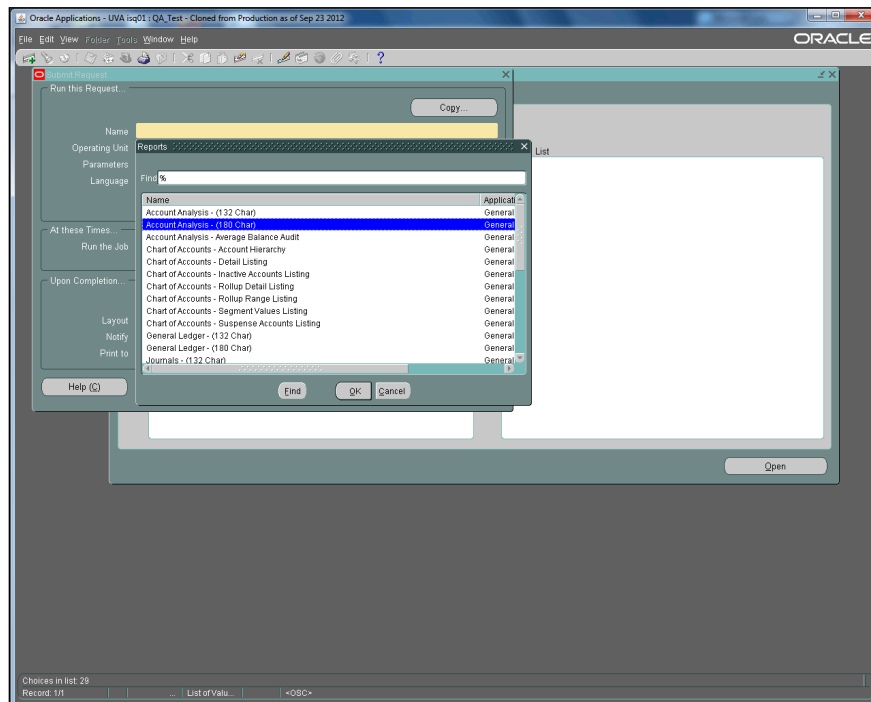 Oracle Applications - UVA isq01 : QA_Test - Cloned from Production as of Sep 23 2012
File Edit View Folder Tools Window Help
ORACLE
Submit Request
Run this Request...
Copy...
Name
Operating Unit
Parameters
Language
At these Times...
Run the Job
Upon Completion...
Layout
Notify
Print to
Help (C)
Reports
Find %
Name Applicati
Account Analysis - (132 Char) General
Account Analysis - (180 Char) General
Account Analysis - Average Balance Audit General
Chart of Accounts - Account Hierarchy General
Chart of Accounts - Detail Listing General
Chart of Accounts - Inactive Accounts Listing General
Chart of Accounts - Rollup Detail Listing General
Chart of Accounts - Rollup Range Listing General
Chart of Accounts - Segment Values Listing General
Chart of Accounts - Suspense Accounts Listing General
General Ledger - (132 Char) General
General Ledger - (180 Char) General
Journals - (132 Char) General
Find OK Cancel
List
Open
Choices in list: 29
Record: 1/1 ... List of Valu... <OSC>